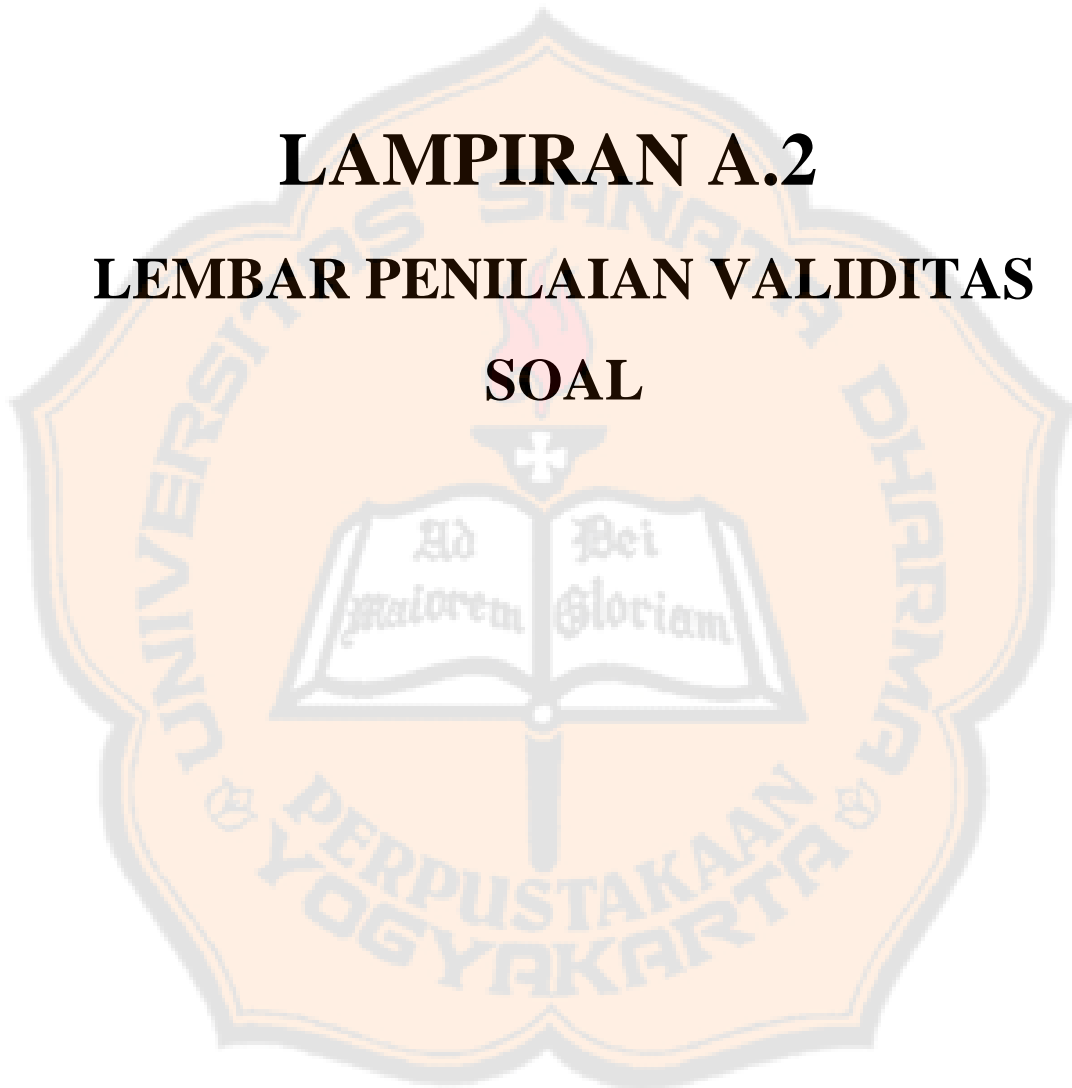 LAMPIRAN A.2
LEMBAR PENILAIAN VALIDITAS
SOAL
UNIVERSITAS SANATA DHARMA
Ad
Maiorem
Dei
Gloriam
PERPUSTAKAAN
YOGYAKARTA